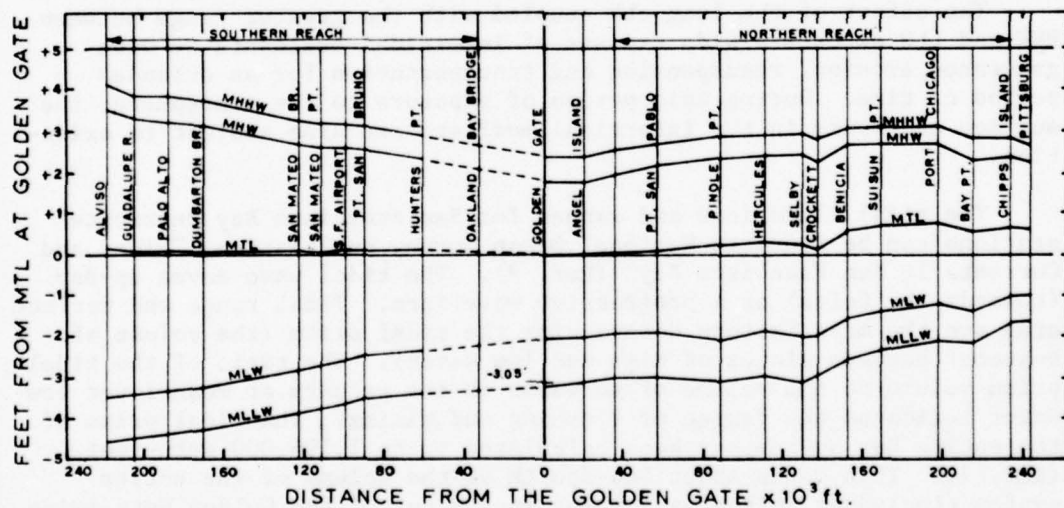 SOUTHERN REACH
NORTHERN REACH
FEET FROM MTL AT GOLDEN GATE
+5
+4
+3
+2
+1
0
-1
-2
-3
-4
-5
ALVISO
GUADALUPE R.
PALO ALTO
DUMBARTON BR.
SAN MATEO BR
SAN MATEO PT.
S.F. AIRPORT
PT. SAN BRUNO
HUNTERS PT
OAKLAND BAY BRIDGE
GOLDEN GATE
ANGEL ISLAND
PT SAN PABLO
PINOLE PT.
HERCULES
SELBY
CROCKETT
BENICIA
SUISUN PT.
PORT CHICAGO
BAY PT.
CHIPPS ISLAND
PITTSBURG
MHHW
MHW
MTL
MLW
MLLW
-3.05'
MHHW
MHW
MTL
MLW
MLLW
240 200 160 120 80 40 0 40 80 120 160 200 240
DISTANCE FROM THE GOLDEN GATE x10³ ft.